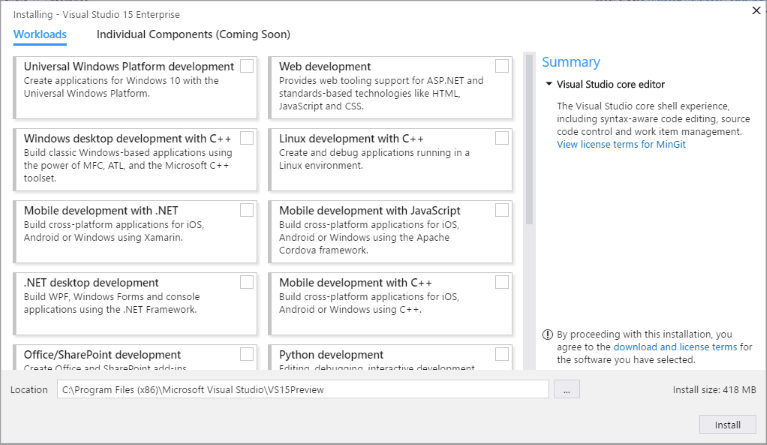 Installing - Visual Studio 15 Enterprise
Workloads
Individual Components (Coming Soon)
Universal Windows Platform development
Create applications for Windows 10 with the
Universal Windows Platform.
Web development
Provides web tooling support for ASP.NET and
standards-based technologies like HTML,
JavaScript and CSS.
Windows desktop development with C++
Build classic Windows-based applications using
the power of MFC, ATL, and the Microsoft C++
toolset.
Linux development with C++
Create and debug applications running in a
Linux environment.
Mobile development with .NET
Build cross-platform applications for iOS,
Android or Windows using Xamarin.
Mobile development with JavaScript
Build cross-platform applications for iOS,
Android or Windows using the Apache
Cordova framework.
.NET desktop development
Build WPF, Windows Forms and console
applications using the .NET Framework.
Mobile development with C++
Build cross-platform applications for iOS,
Android or Windows using C++.
Office/SharePoint development
Create Office and SharePoint add-ins,
Python development
Editing, debugging, interactive development
Summary
Visual Studio core editor
The Visual Studio core shell experience,
including syntax-aware code editing, source
code control and work item management.
View license terms for MinGit
By proceeding with this installation, you
agree to the download and license terms for
the software you have selected.
Location
C:\Program Files (x86)\Microsoft Visual Studio\VS15Preview
...
Install size: 418 MB
Install